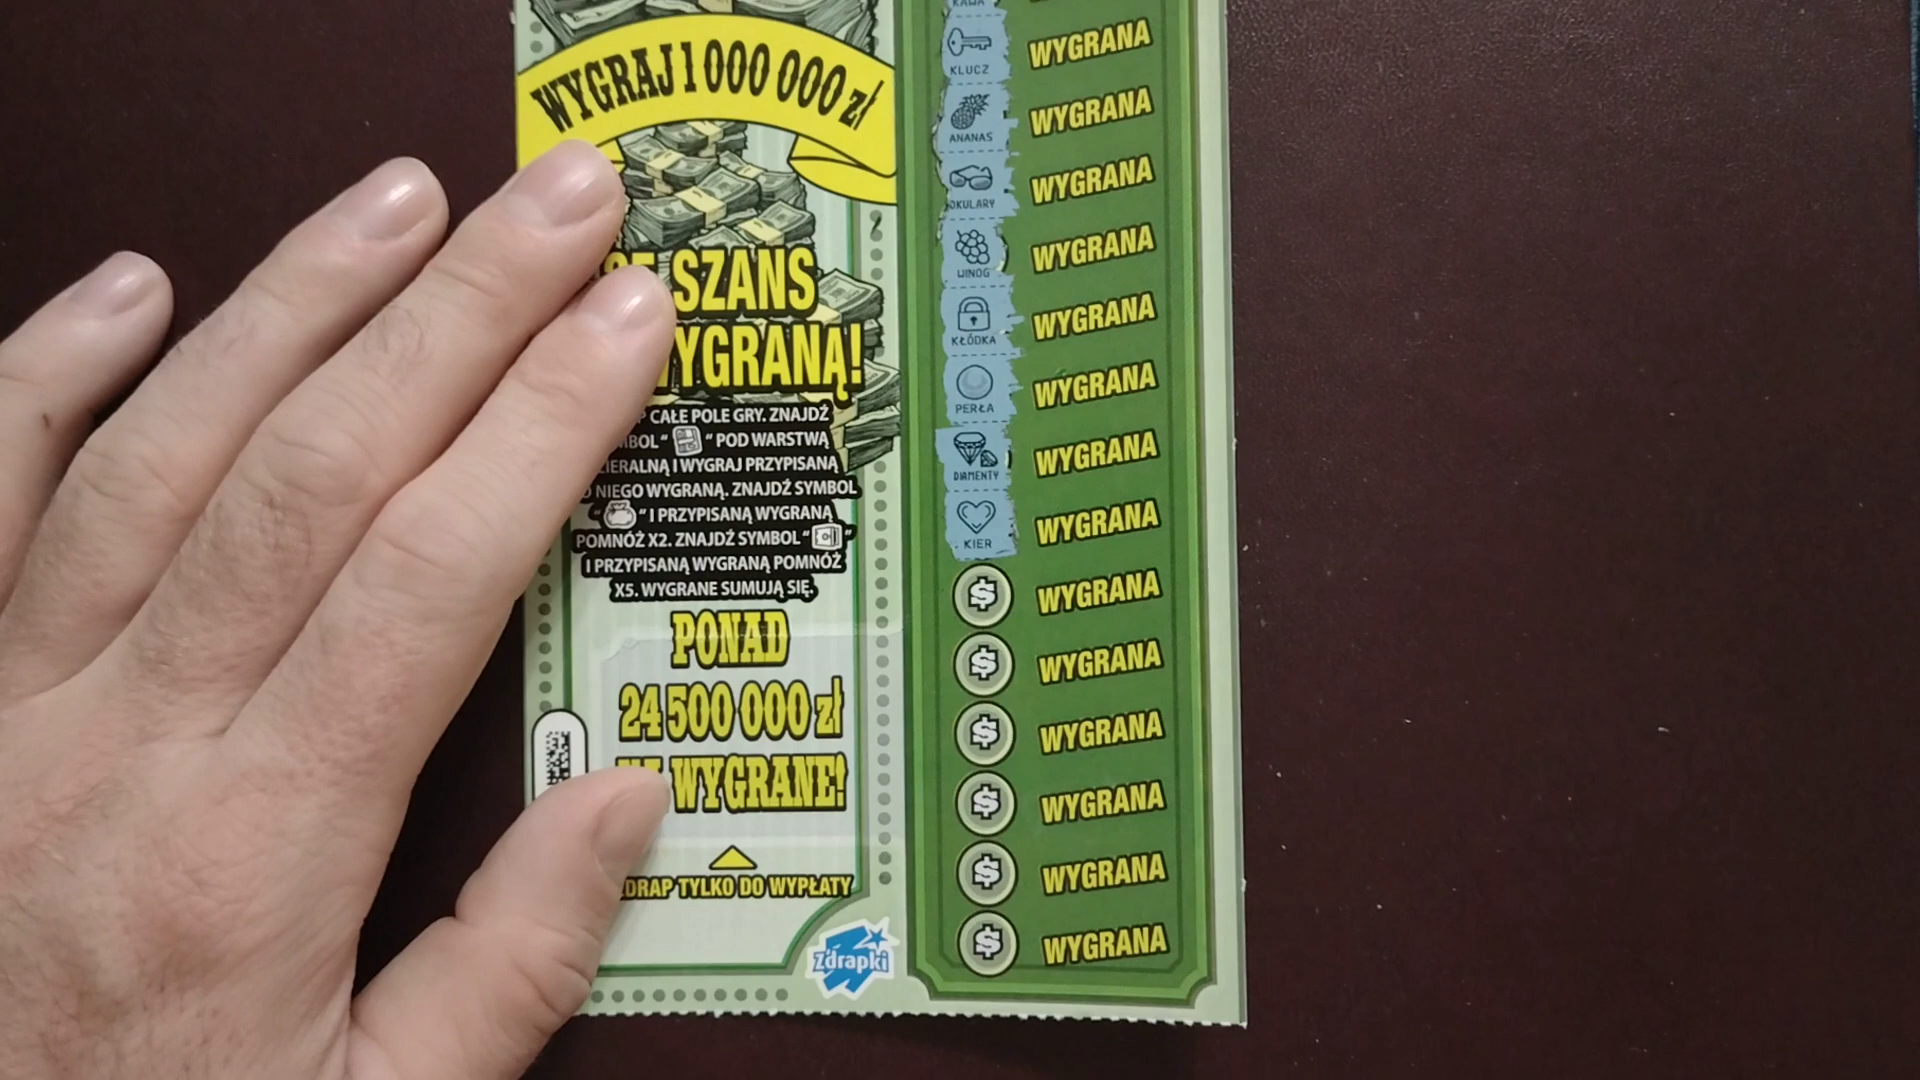 WYGRAJ 1 000 000 zł
SZANS
WYGRANĄ!
CAŁE POLE GRY. ZNAJDŹ
" POD WARSTWĄ
I WYGRAJ PRZYPISANĄ
NIEGO WYGRANĄ. ZNAJDŹ SYMBOL
" " I PRZYPISANĄ WYGRANĄ
POMNÓŻ X2. ZNAJDŹ SYMBOL " "
I PRZYPISANĄ WYGRANĄ POMNÓŻ
X5. WYGRANE SUMUJĄ SIĘ.
PONAD
24 500 000 zł
WYGRANE!
ZDRAP TYLKO DO WYPŁATY
Zdrapki
KAWA
KLUCZ WYGRANA
ANANAS WYGRANA
OKULARY WYGRANA
WINOG WYGRANA
KŁÓDKA WYGRANA
PERŁA WYGRANA
DIAMENTY WYGRANA
KIER WYGRANA
$ WYGRANA
$ WYGRANA
$ WYGRANA
$ WYGRANA
$ WYGRANA
$ WYGRANA